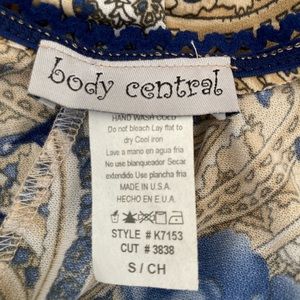 body central
HAND WASH COLD
Do not bleach Lay flat to
dry Cool iron
Lave a mano en agua fria
No use blanqueador Secar
extendido Use plancha fria
MADE IN U.S.A.
HECHO EN E.U.A.
STYLE # K7153
CUT # 3838
S / CH